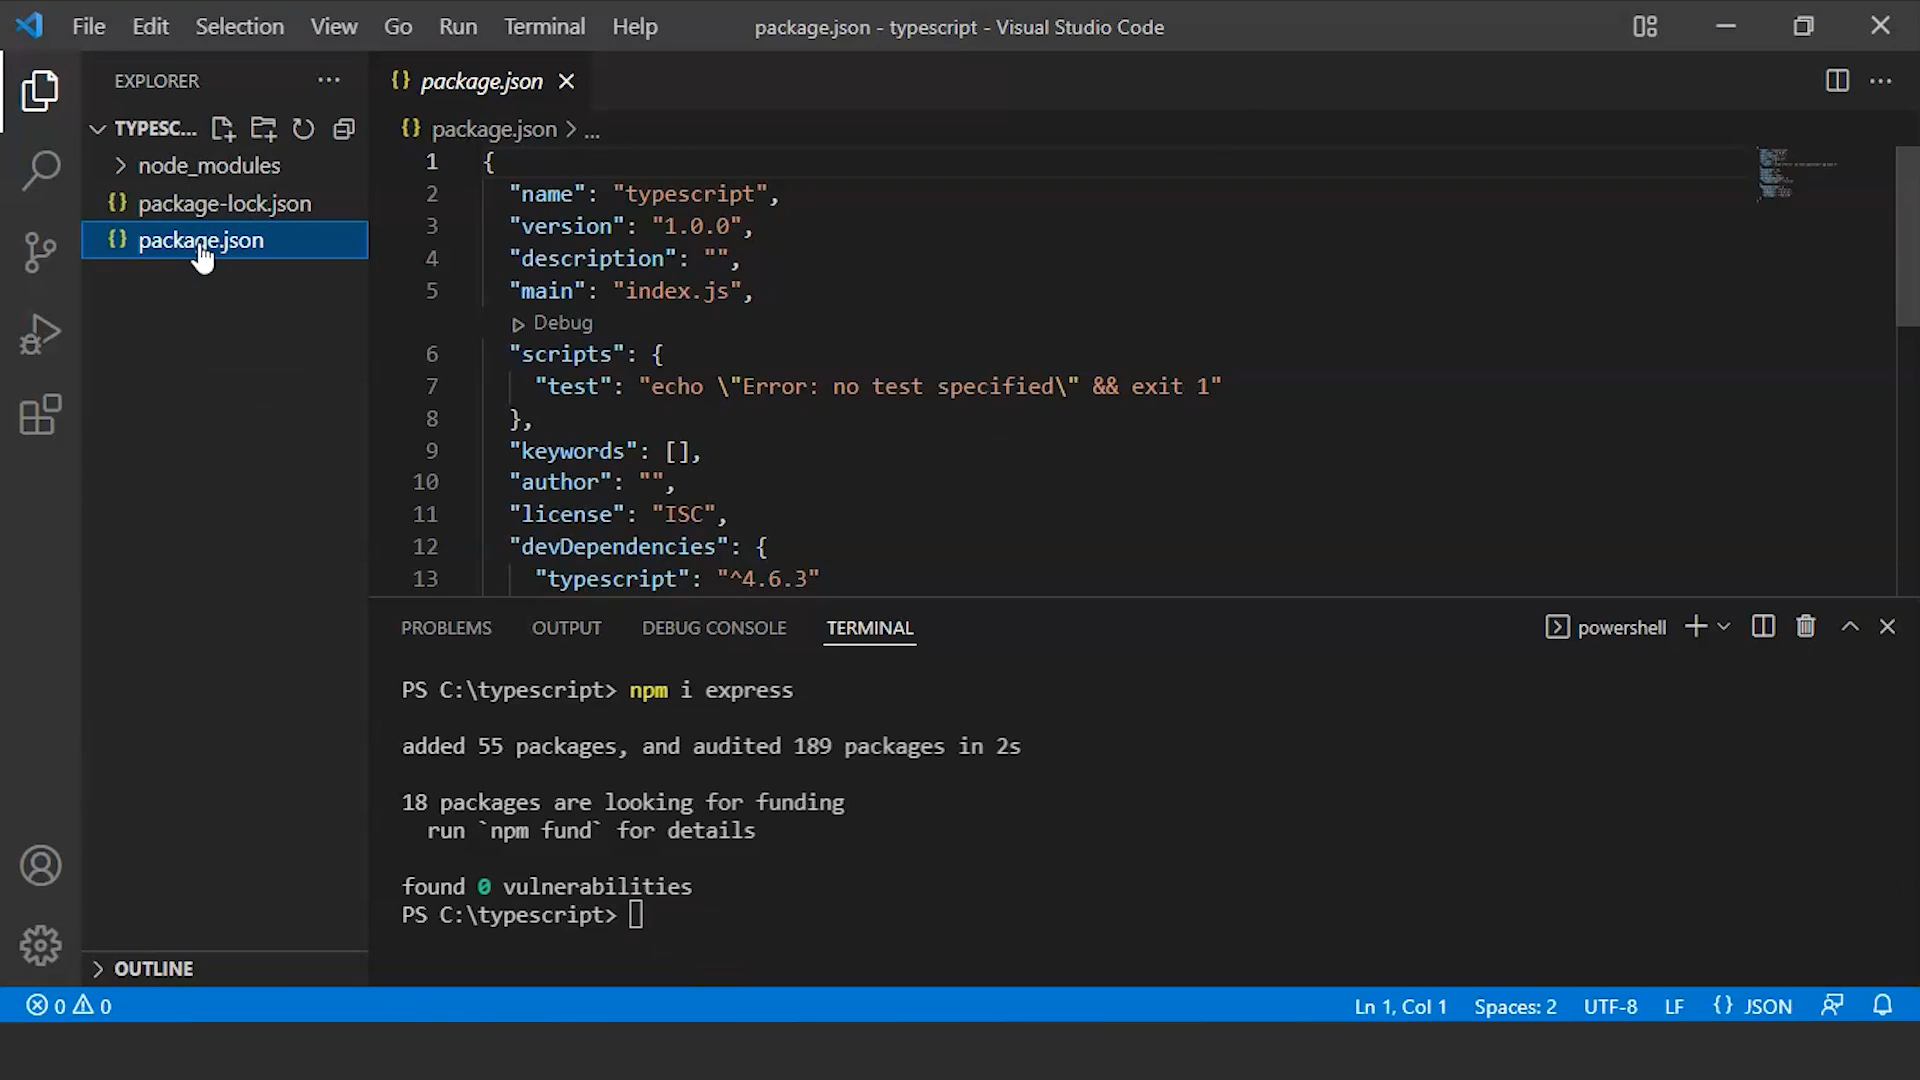 File Edit Selection View Go Run Terminal Help package.json - typescript - Visual Studio Code
EXPLORER ...
TYPESC...
node_modules
{} package-lock.json
{} package.json
OUTLINE
{} package.json
{} package.json > ...
1 {
2 "name": "typescript",
3 "version": "1.0.0",
4 "description": "",
5 "main": "index.js",
Debug
6 "scripts": {
7 "test": "echo \"Error: no test specified\" && exit 1"
8 },
9 "keywords": [],
10 "author": "",
11 "license": "ISC",
12 "devDependencies": {
13 "typescript": "^4.6.3"
PROBLEMS OUTPUT DEBUG CONSOLE TERMINAL powershell
PS C:\typescript> npm i express
added 55 packages, and audited 189 packages in 2s
18 packages are looking for funding
run `npm fund` for details
found 0 vulnerabilities
PS C:\typescript>
0 0 Ln 1, Col 1 Spaces: 2 UTF-8 LF {} JSON